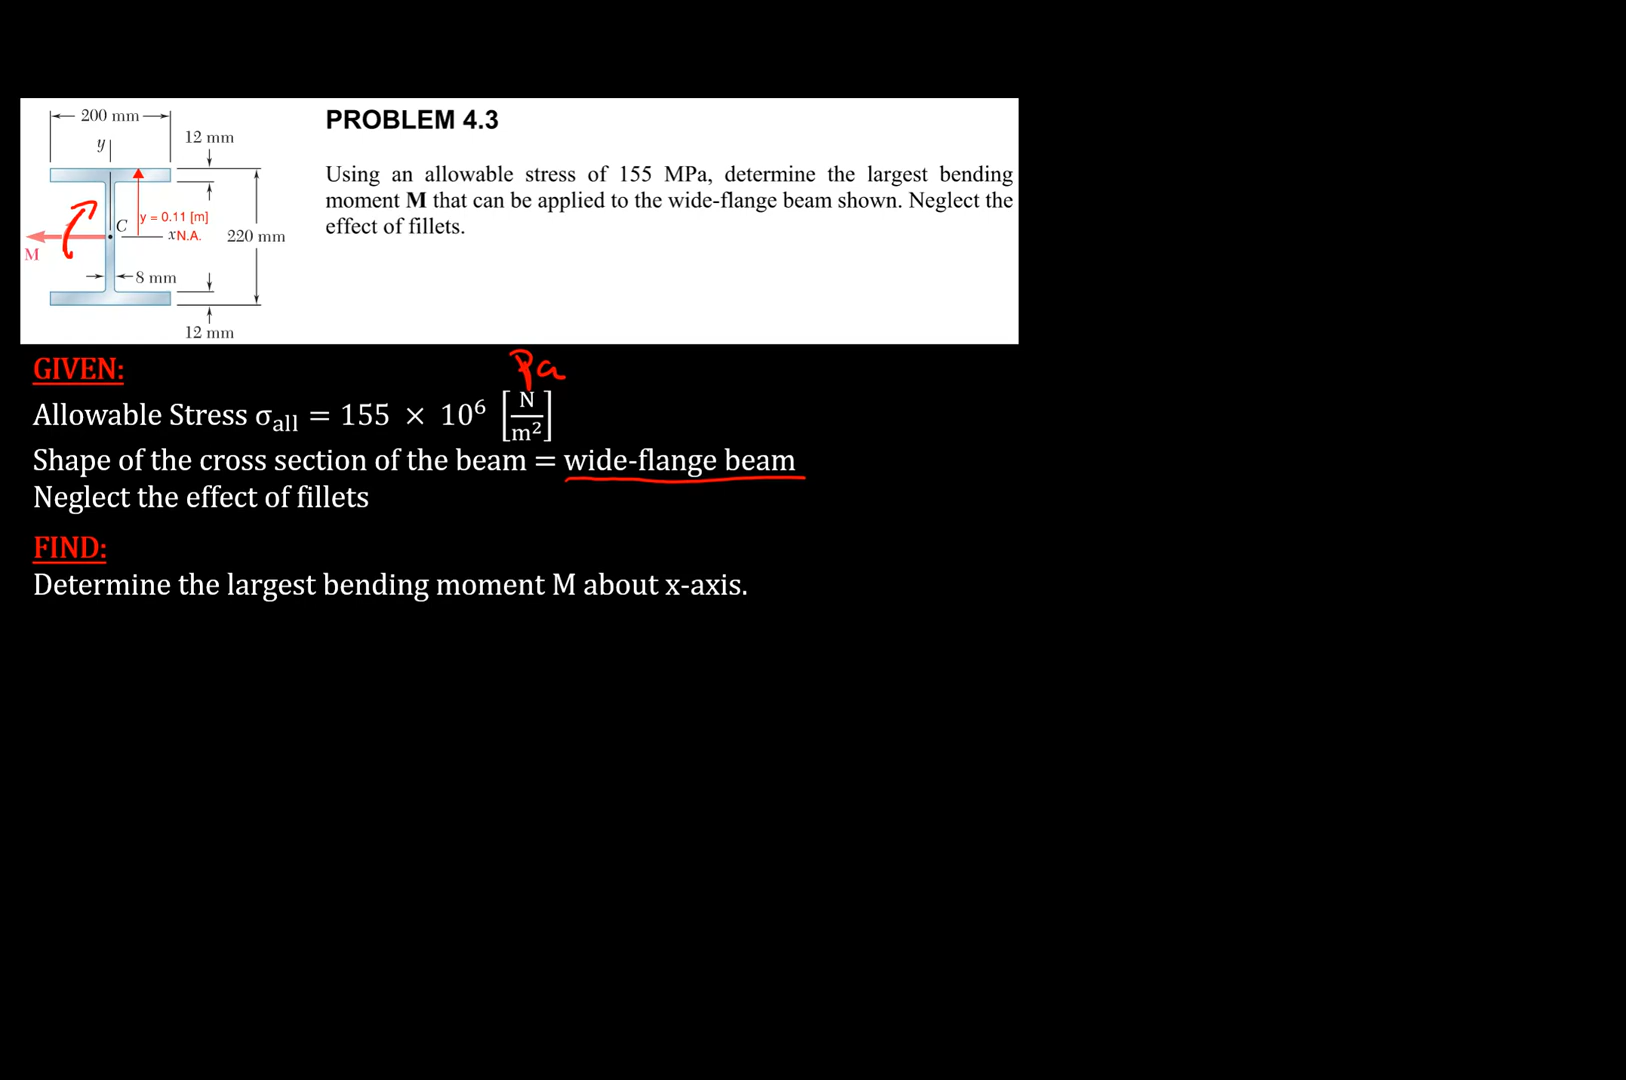 200 mm
12 mm
y
y = 0.11 [m]
C
x N.A.
220 mm
M
8 mm
12 mm
PROBLEM 4.3
Using an allowable stress of 155 MPa, determine the largest bending
moment M that can be applied to the wide-flange beam shown. Neglect the
effect of fillets.
GIVEN:
Pa
Allowable Stress σall = 155 × 10⁶ [N/m²]
Shape of the cross section of the beam = wide-flange beam
Neglect the effect of fillets
FIND:
Determine the largest bending moment M about x-axis.